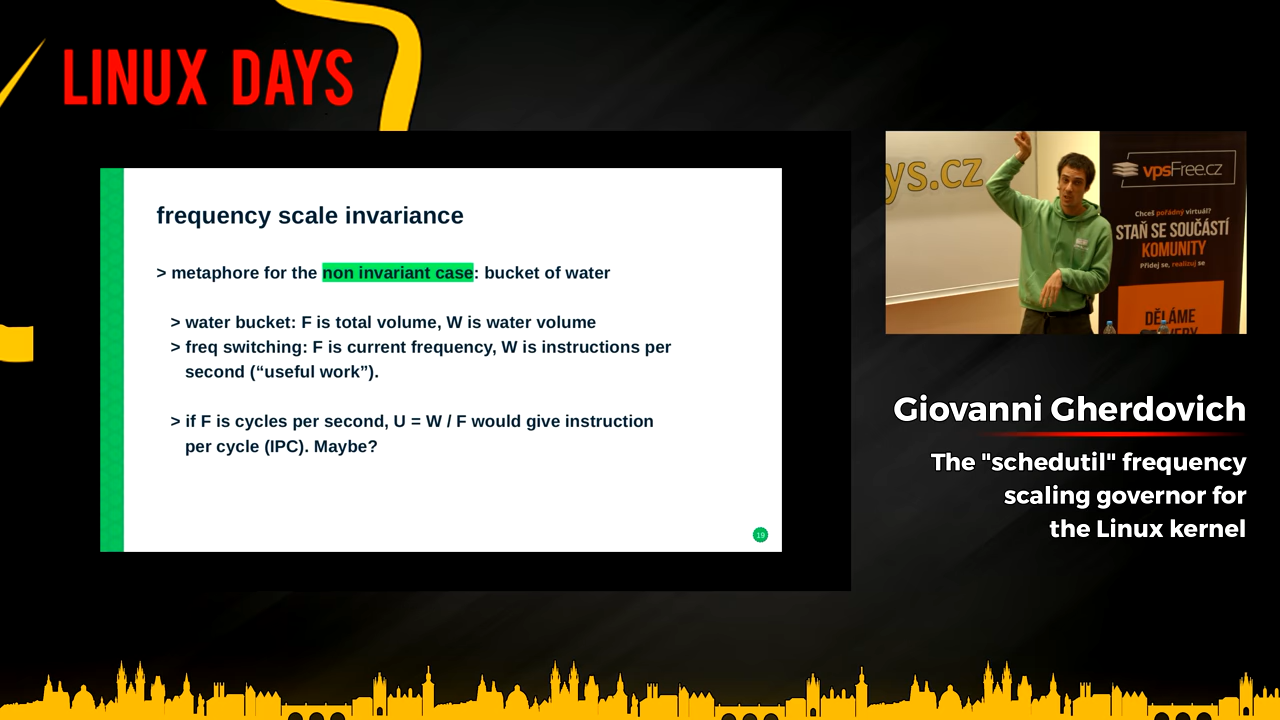 LINUX DAYS
frequency scale invariance
> metaphore for the non invariant case: bucket of water
> water bucket: F is total volume, W is water volume
> freq switching: F is current frequency, W is instructions per
second (“useful work”).
> if F is cycles per second, U = W / F would give instruction
per cycle (IPC). Maybe?
19
ys.cz
vpsFree.cz
Chceš pořádný virtuál?
STAŇ SE SOUČÁSTÍ
KOMUNITY
Přidej se, realizuj se
DĚLÁME
Giovanni Gherdovich
The "schedutil" frequency
scaling governor for
the Linux kernel